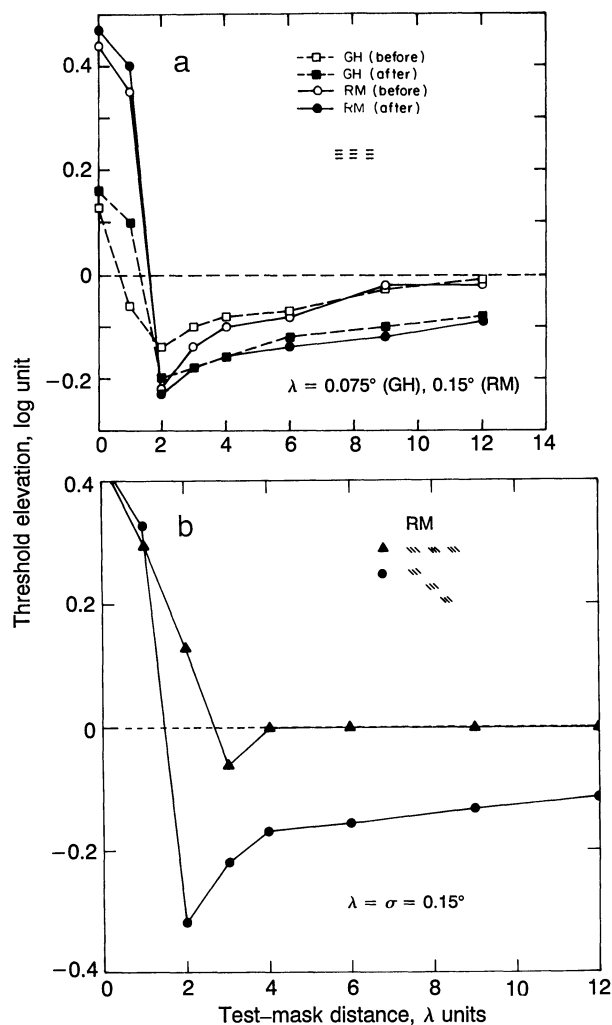 a
GH (before)
GH (after)
RM (before)
RM (after)
0.4
0.2
0
−0.2
λ = 0.075° (GH), 0.15° (RM)
0 2 4 6 8 10 12 14
Threshold elevation, log unit
b
RM
0.4
0.2
0
−0.2
−0.4
λ = σ = 0.15°
0 2 4 6 8 10 12
Test–mask distance, λ units